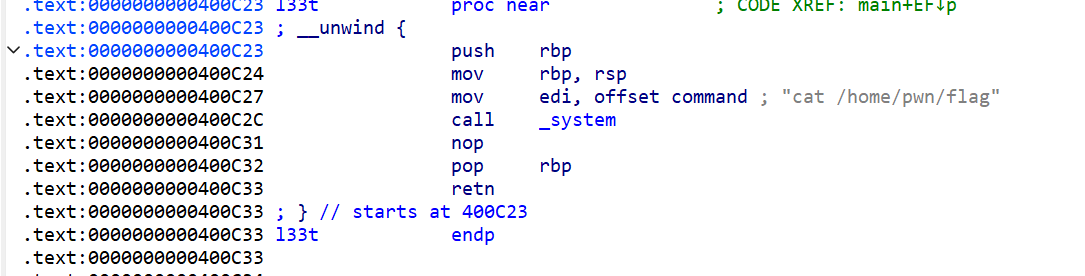 .text:0000000000400C23 l33t proc near ; CODE XREF: main+EF↓p
.text:0000000000400C23 ; __unwind {
.text:0000000000400C23 push rbp
.text:0000000000400C24 mov rbp, rsp
.text:0000000000400C27 mov edi, offset command ; "cat /home/pwn/flag"
.text:0000000000400C2C call _system
.text:0000000000400C31 nop
.text:0000000000400C32 pop rbp
.text:0000000000400C33 retn
.text:0000000000400C33 ; } // starts at 400C23
.text:0000000000400C33 l33t endp
.text:0000000000400C33